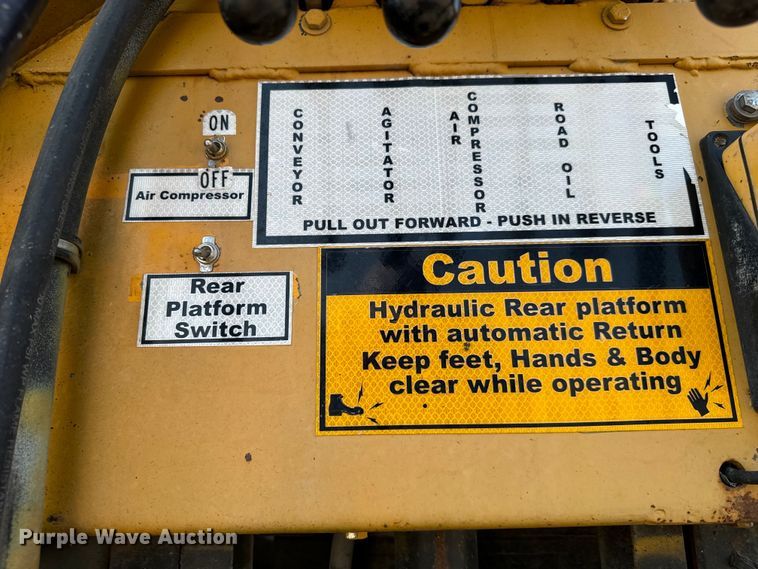 ON
OFF
Air Compressor
CONVEYOR
AGITATOR
AIR
COMPRESSOR
ROAD OIL
TOOLS
PULL OUT FORWARD - PUSH IN REVERSE
Rear
Platform
Switch
Caution
Hydraulic Rear platform
with automatic Return
Keep feet, Hands & Body
clear while operating
Purple Wave Auction